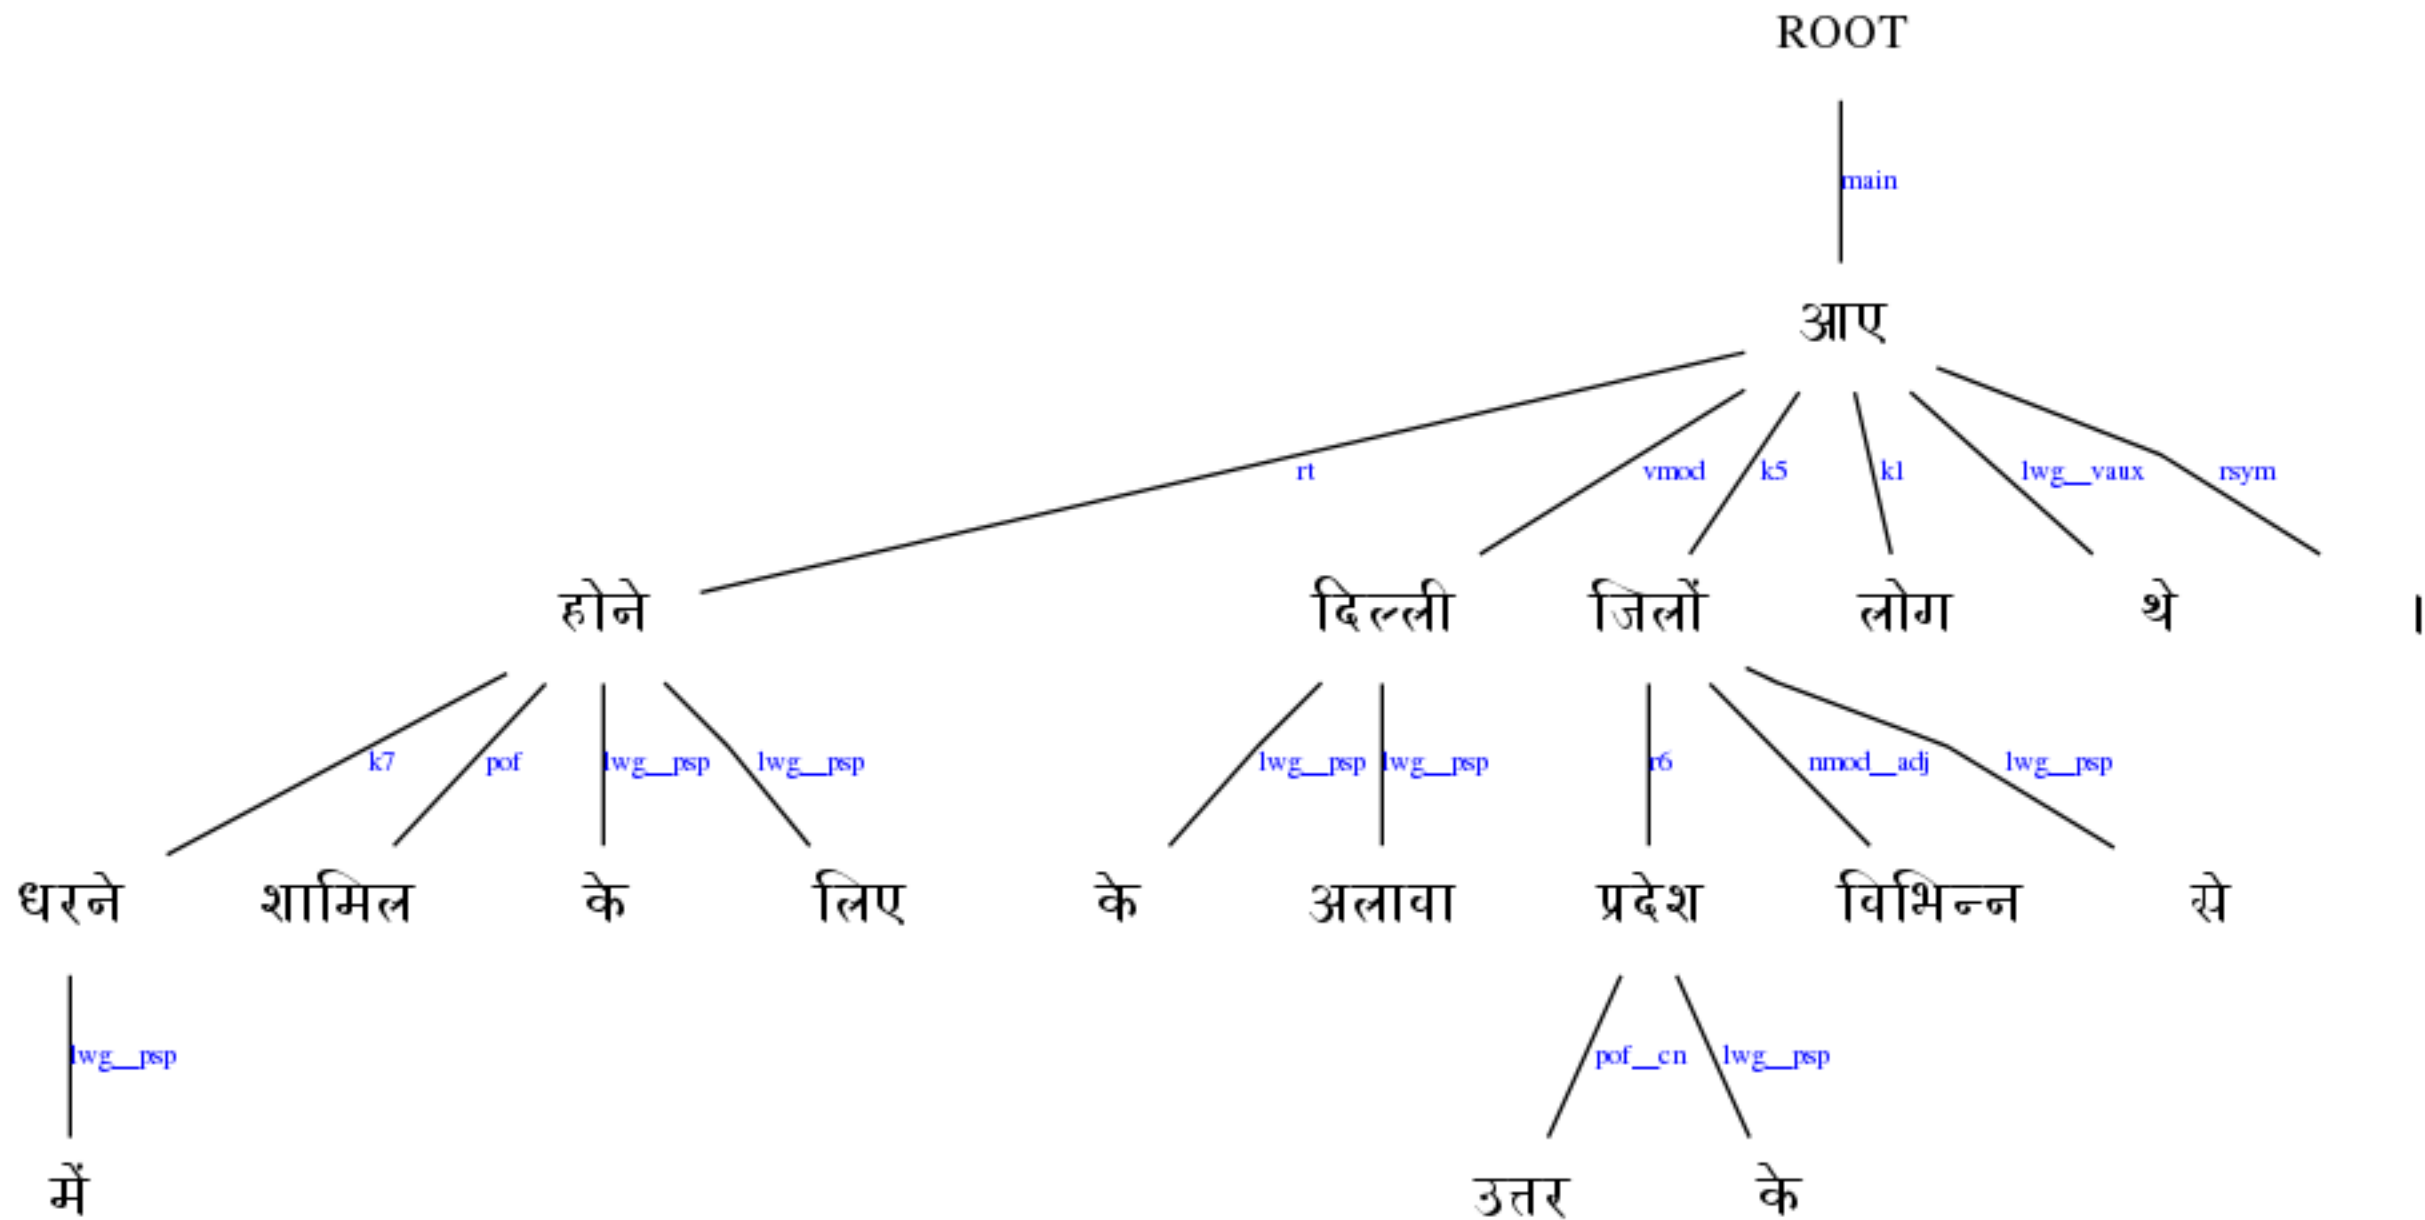 ROOT
main
आए
rt vmod k5 k1 lwg__vaux rsym
होने दिल्ली जिलों लोग थे ।
k7 pof lwg__psp lwg__psp lwg__psp lwg__psp r6 nmod__adj lwg__psp
धरने शामिल के लिए के अलावा प्रदेश विभिन्न से
lwg__psp pof__cn lwg__psp
में उत्तर के